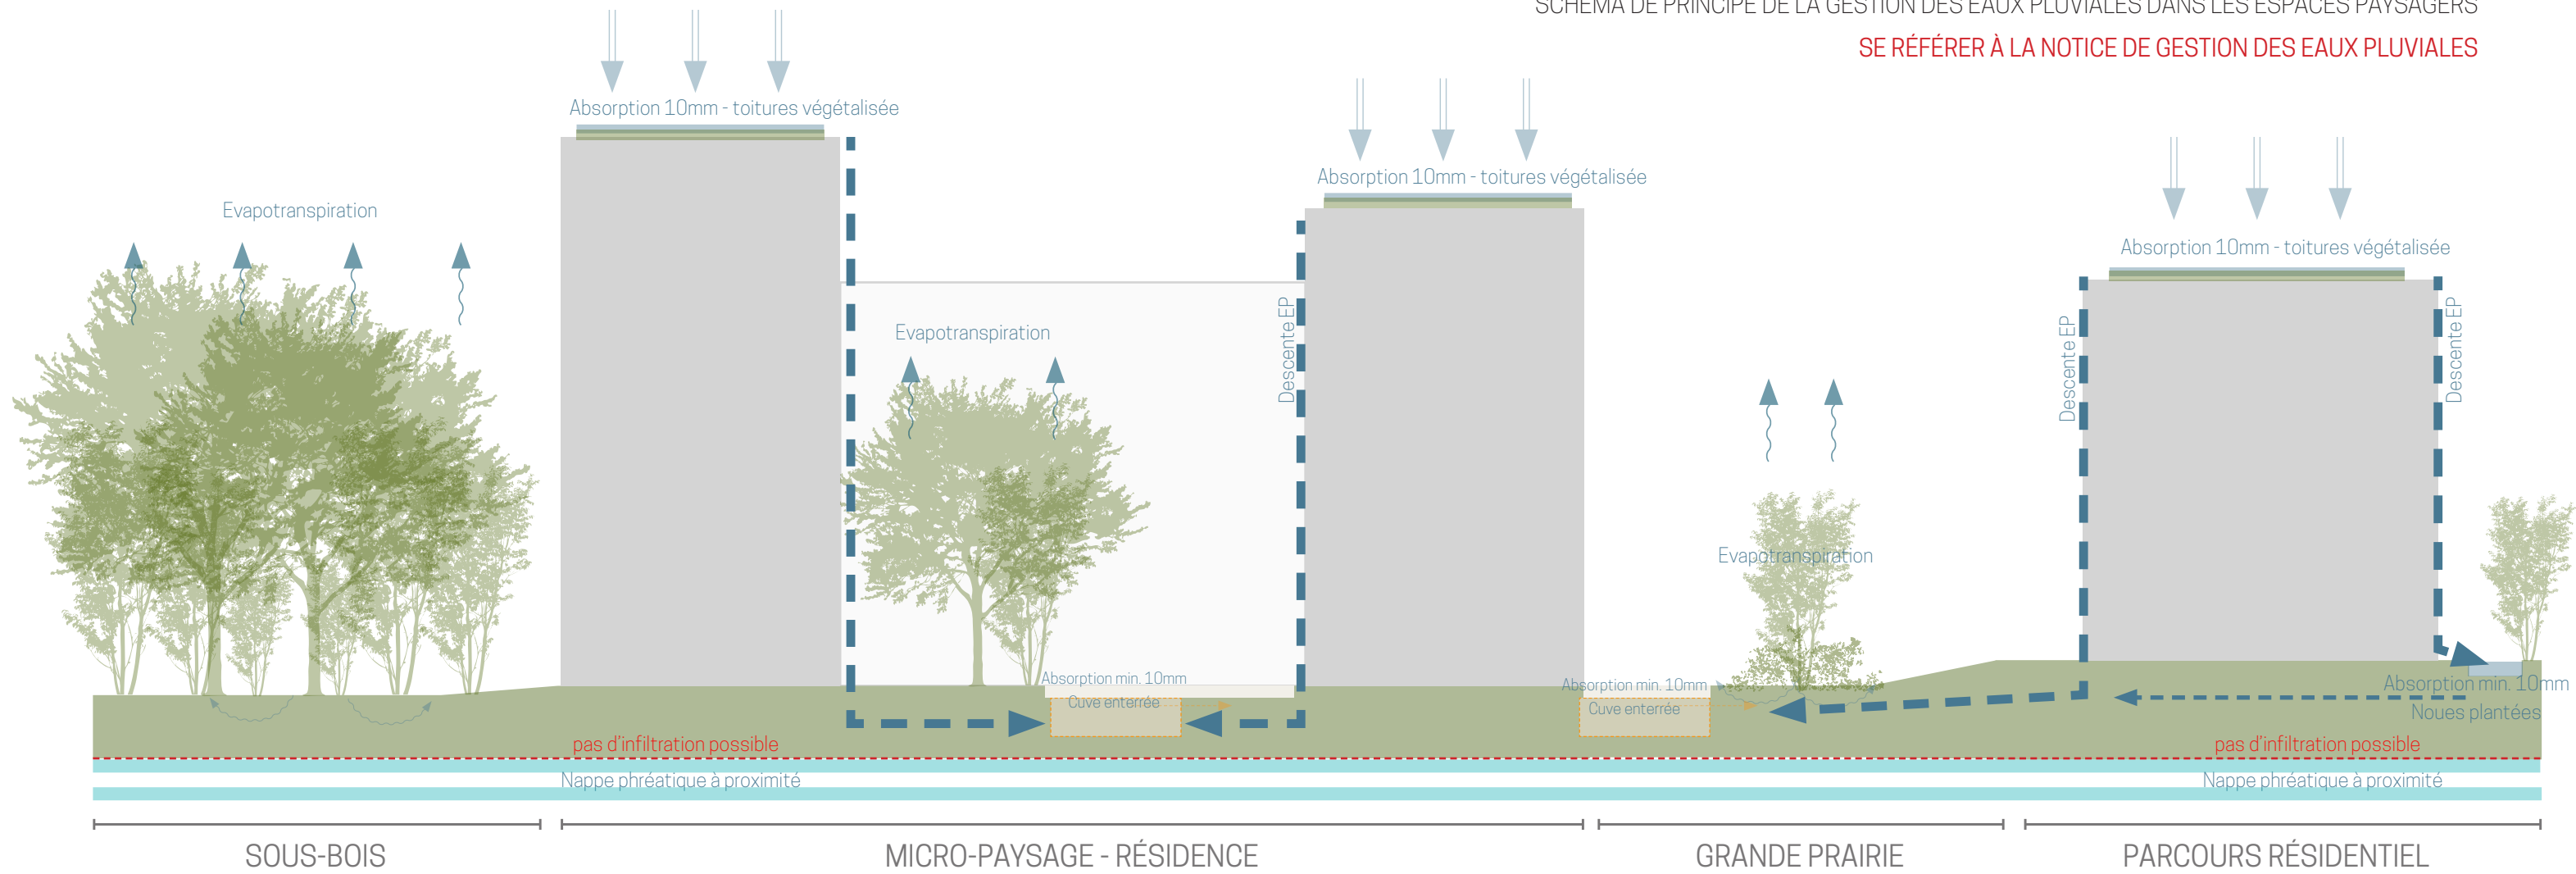 SCHÉMA DE PRINCIPE DE LA GESTION DES EAUX PLUVIALES DANS LES ESPACES PAYSAGERS
SE RÉFÉRER À LA NOTICE DE GESTION DES EAUX PLUVIALES
Absorption 10mm - toitures végétalisée
Absorption 10mm - toitures végétalisée
Absorption 10mm - toitures végétalisée
Evapotranspiration
Evapotranspiration
Evapotranspiration
Descente EP
Descente EP
Descente EP
Absorption min. 10mm
Cuve enterrée
Absorption min. 10mm
Cuve enterrée
Absorption min. 10mm
Noues plantées
pas d'infiltration possible
pas d'infiltration possible
Nappe phréatique à proximité
Nappe phréatique à proximité
SOUS-BOIS
MICRO-PAYSAGE - RÉSIDENCE
GRANDE PRAIRIE
PARCOURS RÉSIDENTIEL